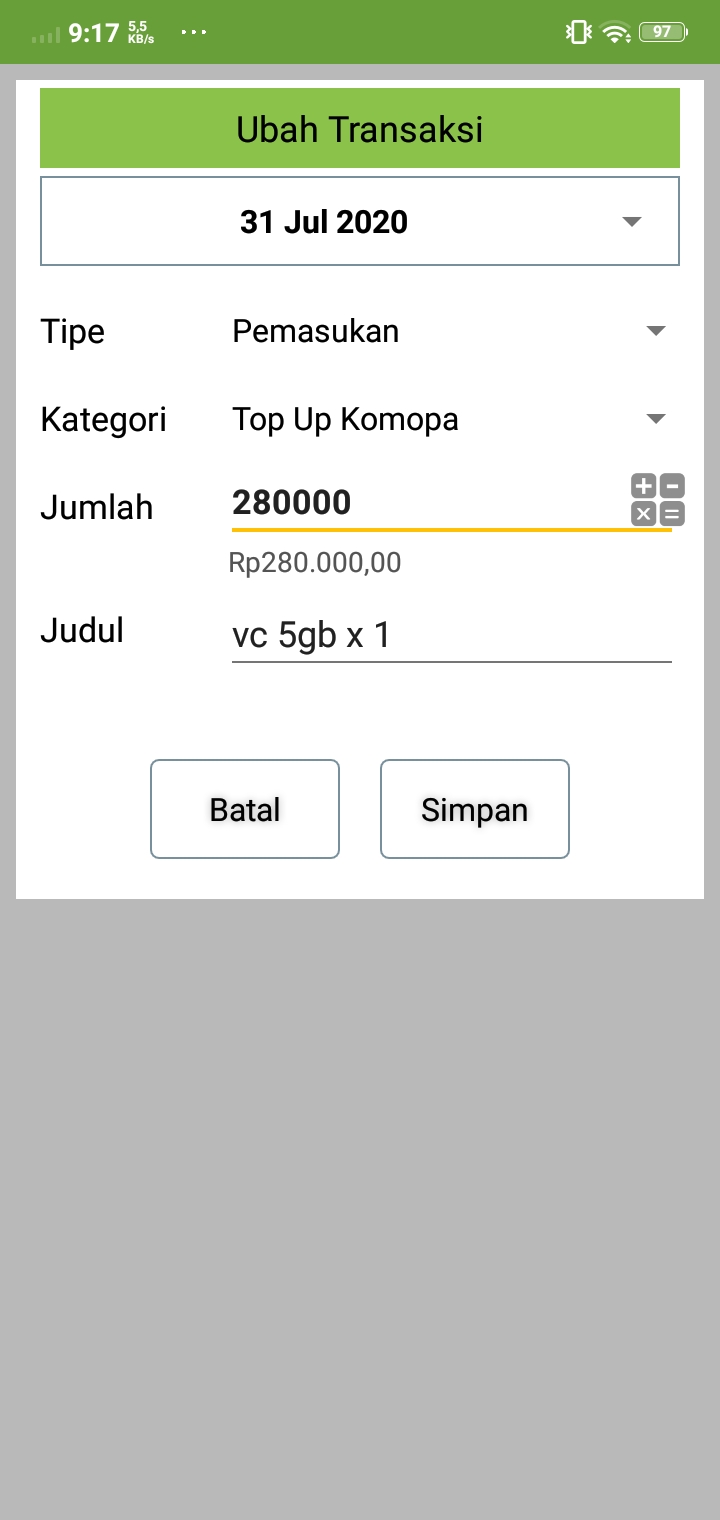 9:17 5,5 KB/s ... 97
Ubah Transaksi
31 Jul 2020
Tipe Pemasukan
Kategori Top Up Komopa
Jumlah 280000
Rp280.000,00
Judul vc 5gb x 1
Batal Simpan